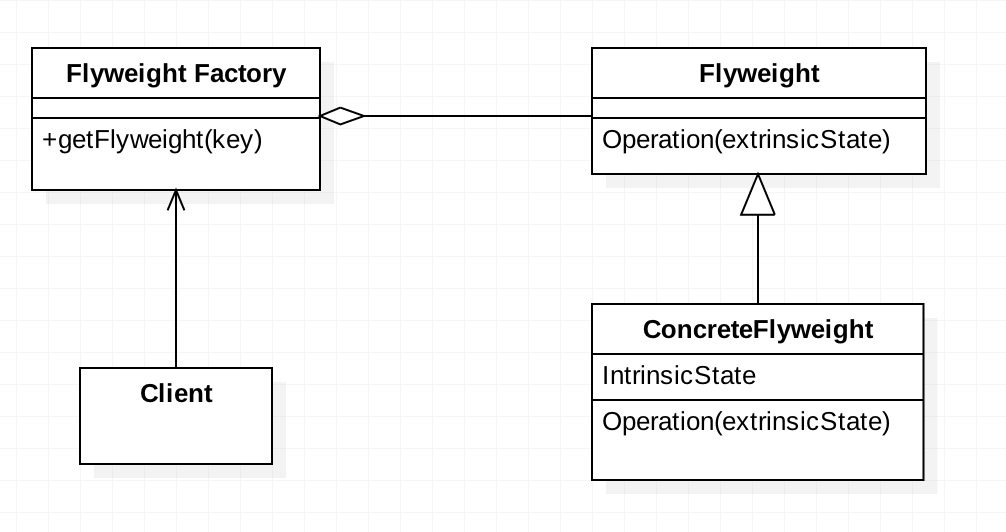 Flyweight Factory
+getFlyweight(key)
Flyweight
Operation(extrinsicState)
Client
ConcreteFlyweight
IntrinsicState
Operation(extrinsicState)